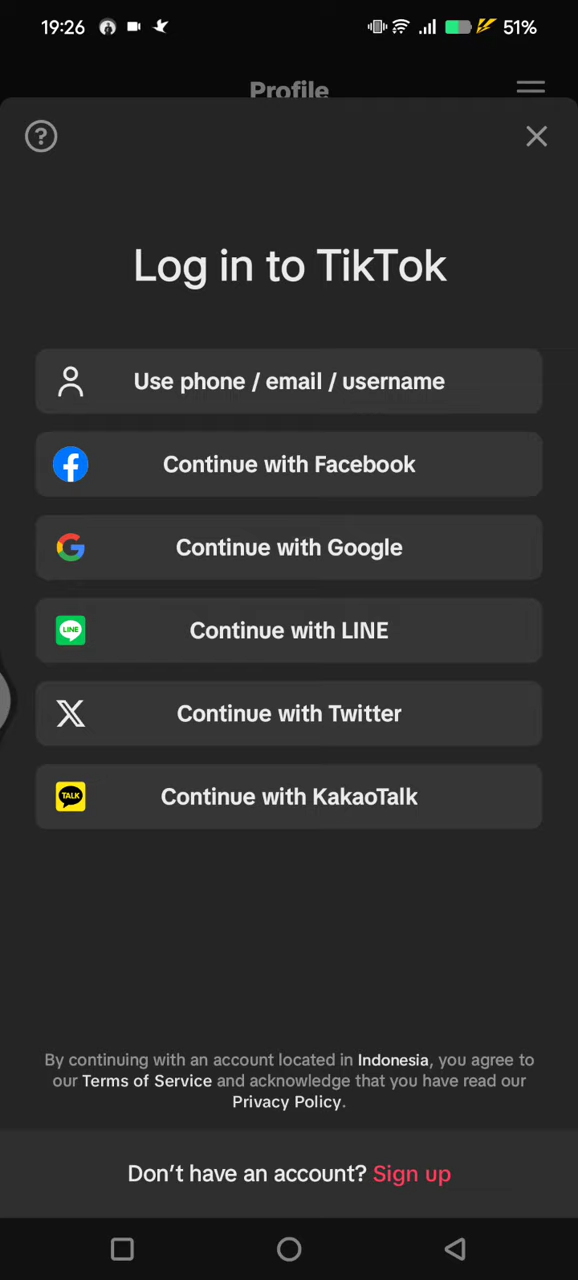 19:26
51%
Profile
?
Log in to TikTok
Use phone / email / username
Continue with Facebook
Continue with Google
LINE
Continue with LINE
Continue with Twitter
TALK
Continue with KakaoTalk
By continuing with an account located in Indonesia, you agree to
our Terms of Service and acknowledge that you have read our
Privacy Policy.
Don’t have an account? Sign up